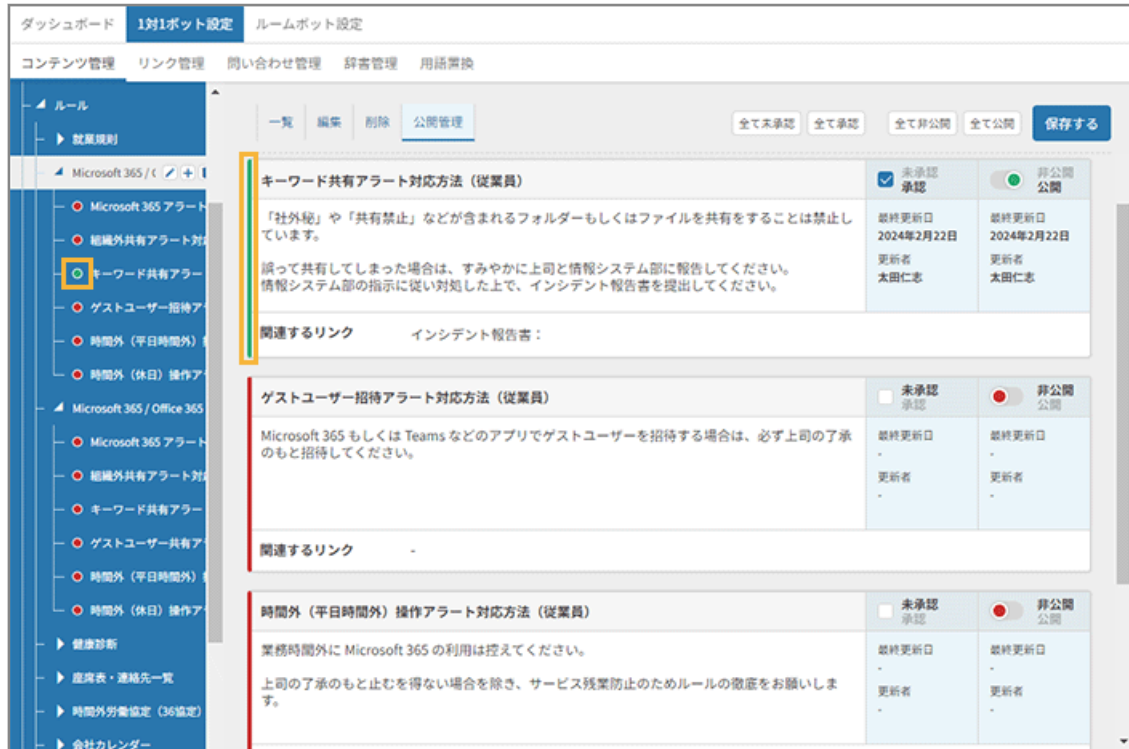 ダッシュボード 1対1ボット設定 ルームボット設定
コンテンツ管理 リンク管理 問い合わせ管理 辞書管理 用語置換
ルール
就業規則
Microsoft 365 / (
Microsoft 365 アラート
組織外共有アラート対
キーワード共有アラー
ゲストユーザー招待ア
時間外（平日時間外）
時間外（休日）操作ア
Microsoft 365 / Office 365
Microsoft 365 アラート
組織外共有アラート対
キーワード共有アラー
ゲストユーザー共有ア
時間外（平日時間外）
時間外（休日）操作ア
健康診断
座席表・連絡先一覧
時間外労働協定（36協定）
会社カレンダー
一覧 編集 削除 公開管理 全て未承認 全て承認 全て非公開 全て公開 保存する
キーワード共有アラート対応方法（従業員）
未承認
承認
非公開
公開
「社外秘」や「共有禁止」などが含まれるフォルダーもしくはファイルを共有をすることは禁止し
ています。
誤って共有してしまった場合は、すみやかに上司と情報システム部に報告してください。
情報システム部の指示に従い対処した上で、インシデント報告書を提出してください。
最終更新日
2024年2月22日
更新者
太田仁志
最終更新日
2024年2月22日
更新者
太田仁志
関連するリンク インシデント報告書：
ゲストユーザー招待アラート対応方法（従業員）
未承認
承認
非公開
公開
Microsoft 365 もしくは Teams などのアプリでゲストユーザーを招待する場合は、必ず上司の了承
のもと招待してください。
最終更新日
-
更新者
-
最終更新日
-
更新者
-
関連するリンク -
時間外（平日時間外）操作アラート対応方法（従業員）
未承認
承認
非公開
公開
業務時間外に Microsoft 365 の利用は控えてください。
上司の了承のもと止むを得ない場合を除き、サービス残業防止のためルールの徹底をお願いしま
す。
最終更新日
-
更新者
-
最終更新日
-
更新者
-